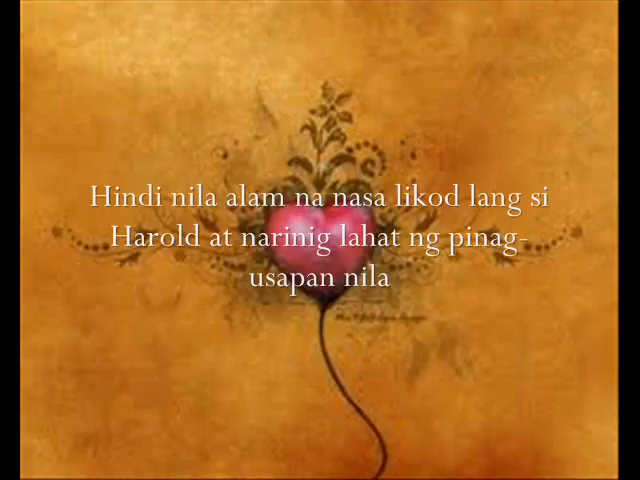 Hindi nila alam na nasa likod lang si
Harold at narinig lahat ng pinag-
usapan nila